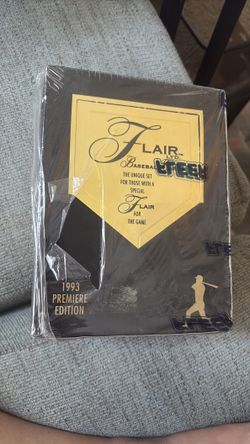 FLAIR
BASEBALL
THE UNIQUE SET
FOR THOSE WITH A
SPECIAL
FLAIR
FOR
THE GAME
1993
PREMIERE
EDITION